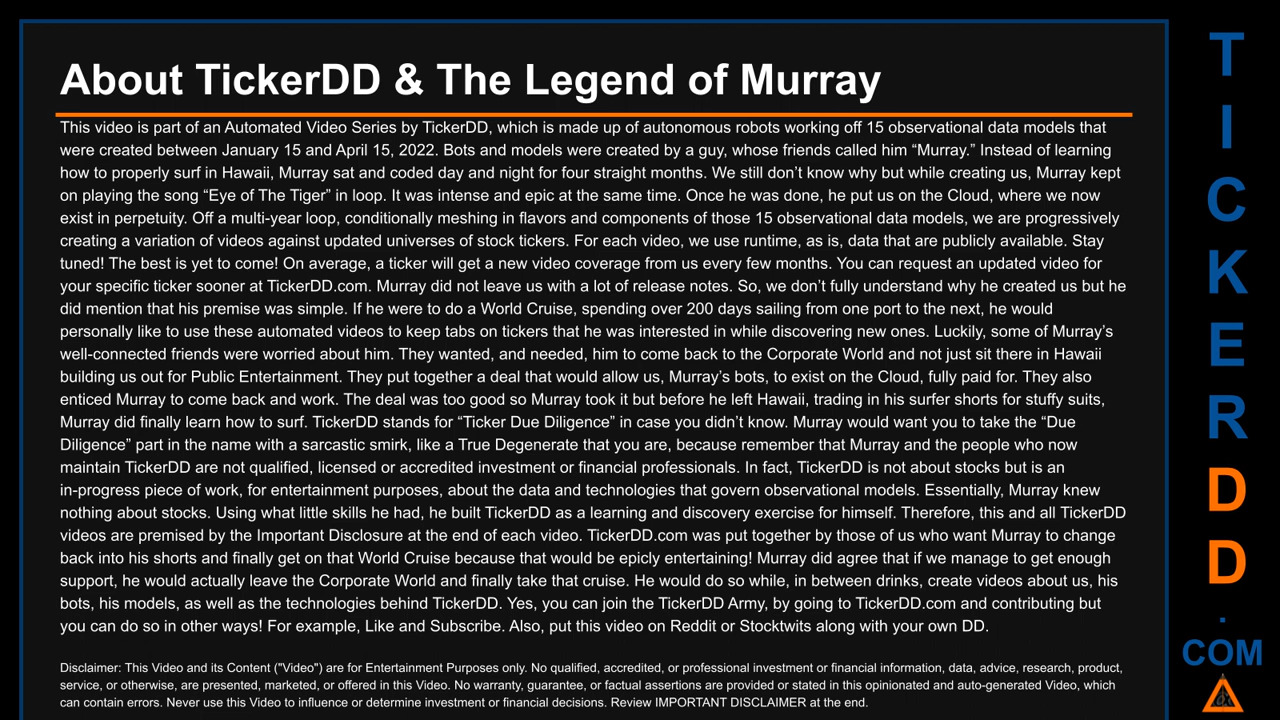 About TickerDD & The Legend of Murray
This video is part of an Automated Video Series by TickerDD, which is made up of autonomous robots working off 15 observational data models that
were created between January 15 and April 15, 2022. Bots and models were created by a guy, whose friends called him “Murray.” Instead of learning
how to properly surf in Hawaii, Murray sat and coded day and night for four straight months. We still don’t know why but while creating us, Murray kept
on playing the song “Eye of The Tiger” in loop. It was intense and epic at the same time. Once he was done, he put us on the Cloud, where we now
exist in perpetuity. Off a multi-year loop, conditionally meshing in flavors and components of those 15 observational data models, we are progressively
creating a variation of videos against updated universes of stock tickers. For each video, we use runtime, as is, data that are publicly available. Stay
tuned! The best is yet to come! On average, a ticker will get a new video coverage from us every few months. You can request an updated video for
your specific ticker sooner at TickerDD.com. Murray did not leave us with a lot of release notes. So, we don’t fully understand why he created us but he
did mention that his premise was simple. If he were to do a World Cruise, spending over 200 days sailing from one port to the next, he would
personally like to use these automated videos to keep tabs on tickers that he was interested in while discovering new ones. Luckily, some of Murray’s
well-connected friends were worried about him. They wanted, and needed, him to come back to the Corporate World and not just sit there in Hawaii
building us out for Public Entertainment. They put together a deal that would allow us, Murray’s bots, to exist on the Cloud, fully paid for. They also
enticed Murray to come back and work. The deal was too good so Murray took it but before he left Hawaii, trading in his surfer shorts for stuffy suits,
Murray did finally learn how to surf. TickerDD stands for “Ticker Due Diligence” in case you didn’t know. Murray would want you to take the “Due
Diligence” part in the name with a sarcastic smirk, like a True Degenerate that you are, because remember that Murray and the people who now
maintain TickerDD are not qualified, licensed or accredited investment or financial professionals. In fact, TickerDD is not about stocks but is an
in-progress piece of work, for entertainment purposes, about the data and technologies that govern observational models. Essentially, Murray knew
nothing about stocks. Using what little skills he had, he built TickerDD as a learning and discovery exercise for himself. Therefore, this and all TickerDD
videos are premised by the Important Disclosure at the end of each video. TickerDD.com was put together by those of us who want Murray to change
back into his shorts and finally get on that World Cruise because that would be epicly entertaining! Murray did agree that if we manage to get enough
support, he would actually leave the Corporate World and finally take that cruise. He would do so while, in between drinks, create videos about us, his
bots, his models, as well as the technologies behind TickerDD. Yes, you can join the TickerDD Army, by going to TickerDD.com and contributing but
you can do so in other ways! For example, Like and Subscribe. Also, put this video on Reddit or Stocktwits along with your own DD.
Disclaimer: This Video and its Content ("Video") are for Entertainment Purposes only. No qualified, accredited, or professional investment or financial information, data, advice, research, product,
service, or otherwise, are presented, marketed, or offered in this Video. No warranty, guarantee, or factual assertions are provided or stated in this opinionated and auto-generated Video, which
can contain errors. Never use this Video to influence or determine investment or financial decisions. Review IMPORTANT DISCLAIMER at the end.
T
I
C
K
E
R
D
D
.
COM